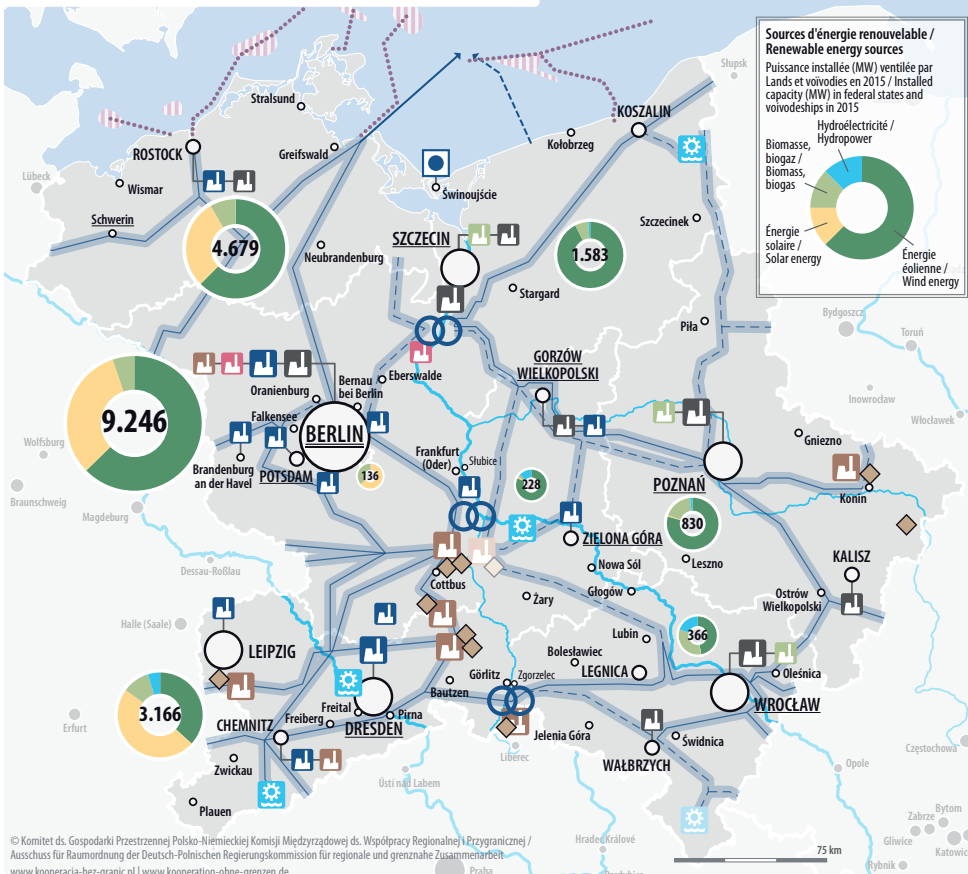 Sources d'énergie renouvelable /
Renewable energy sources
Puissance installée (MW) ventilée par
Lands et voïvodies en 2015 / Installed
capacity (MW) in federal states and
voivodeships in 2015
Hydroélectricité /
Hydropower
Biomasse,
biogaz /
Biomass,
biogas
Énergie
solaire /
Solar energy
Énergie
éolienne /
Wind energy
Słupsk
Stralsund
KOSZALIN
Kołobrzeg
ROSTOCK
Greifswald
Lübeck
Wismar
Świnoujście
Schwerin
Szczecinek
4.679
SZCZECIN
1.583
Neubrandenburg
Stargard
Bydgoszcz
Piła
Toruń
GORZÓW
WIELKOPOLSKI
Eberswalde
Oranienburg
Bernau
bei Berlin
Inowrocław
9.246
Falkensee
BERLIN
Włocławek
Gniezno
Wolfsburg
Brandenburg
an der Havel
POTSDAM
136
Frankfurt
(Oder)
Słubice
228
POZNAŃ
Konin
Braunschweig
Magdeburg
830
ZIELONA GÓRA
Leszno
KALISZ
Dessau-Roßlau
Cottbus
Nowa Sól
Głogów
Żary
Ostrów
Wielkopolski
Halle (Saale)
LEIPZIG
Lubin
366
Bolesławiec
LEGNICA
Oleśnica
Görlitz
Zgorzelec
Bautzen
WROCŁAW
3.166
Erfurt
CHEMNITZ
Freiberg
Freital
Pirna
DRESDEN
Jelenia Góra
Świdnica
WAŁBRZYCH
Liberec
Częstochowa
Zwickau
Ústí nad Labem
Opole
Plauen
Bytom
Zabrze
Gliwice
Katowice
Hradec Králové
Rybnik
75 km
© Komitet ds. Gospodarki Przestrzennej Polsko-Niemieckiej Komisji Międzyrządowej ds. Współpracy Regionalnej i Przygranicznej /
Ausschuss für Raumordnung der Deutsch-Polnischen Regierungskommission für regionale und grenznahe Zusammenarbeit
www.kooperacja-bez-granic.pl | www.kooperation-ohne-grenzen.de
Praha